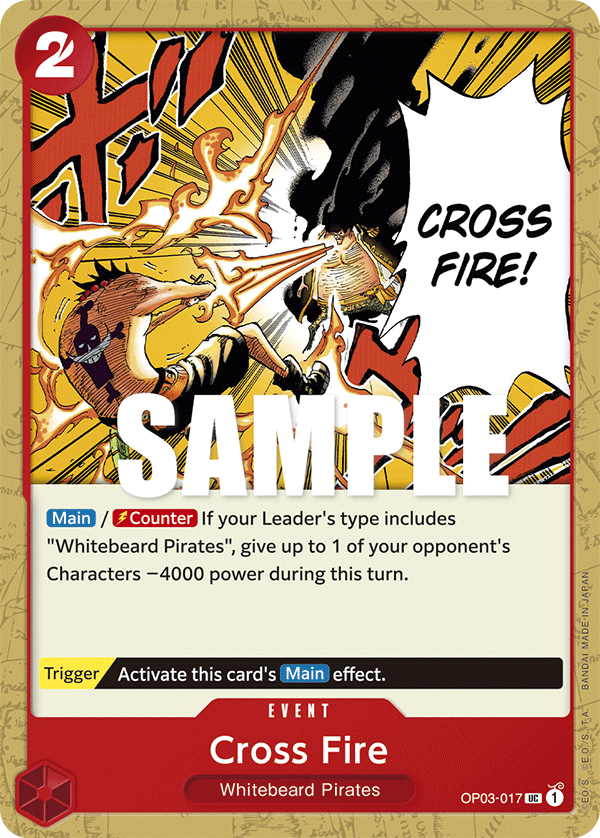 2
ボ
CROSS
FIRE!
SAMPLE
Main / Counter If your Leader's type includes
"Whitebeard Pirates", give up to 1 of your opponent's
Characters −4000 power during this turn.
Trigger Activate this card's Main effect.
EVENT
Cross Fire
Whitebeard Pirates
OP03-017 UC 1
BANDAI MADE IN JAPAN